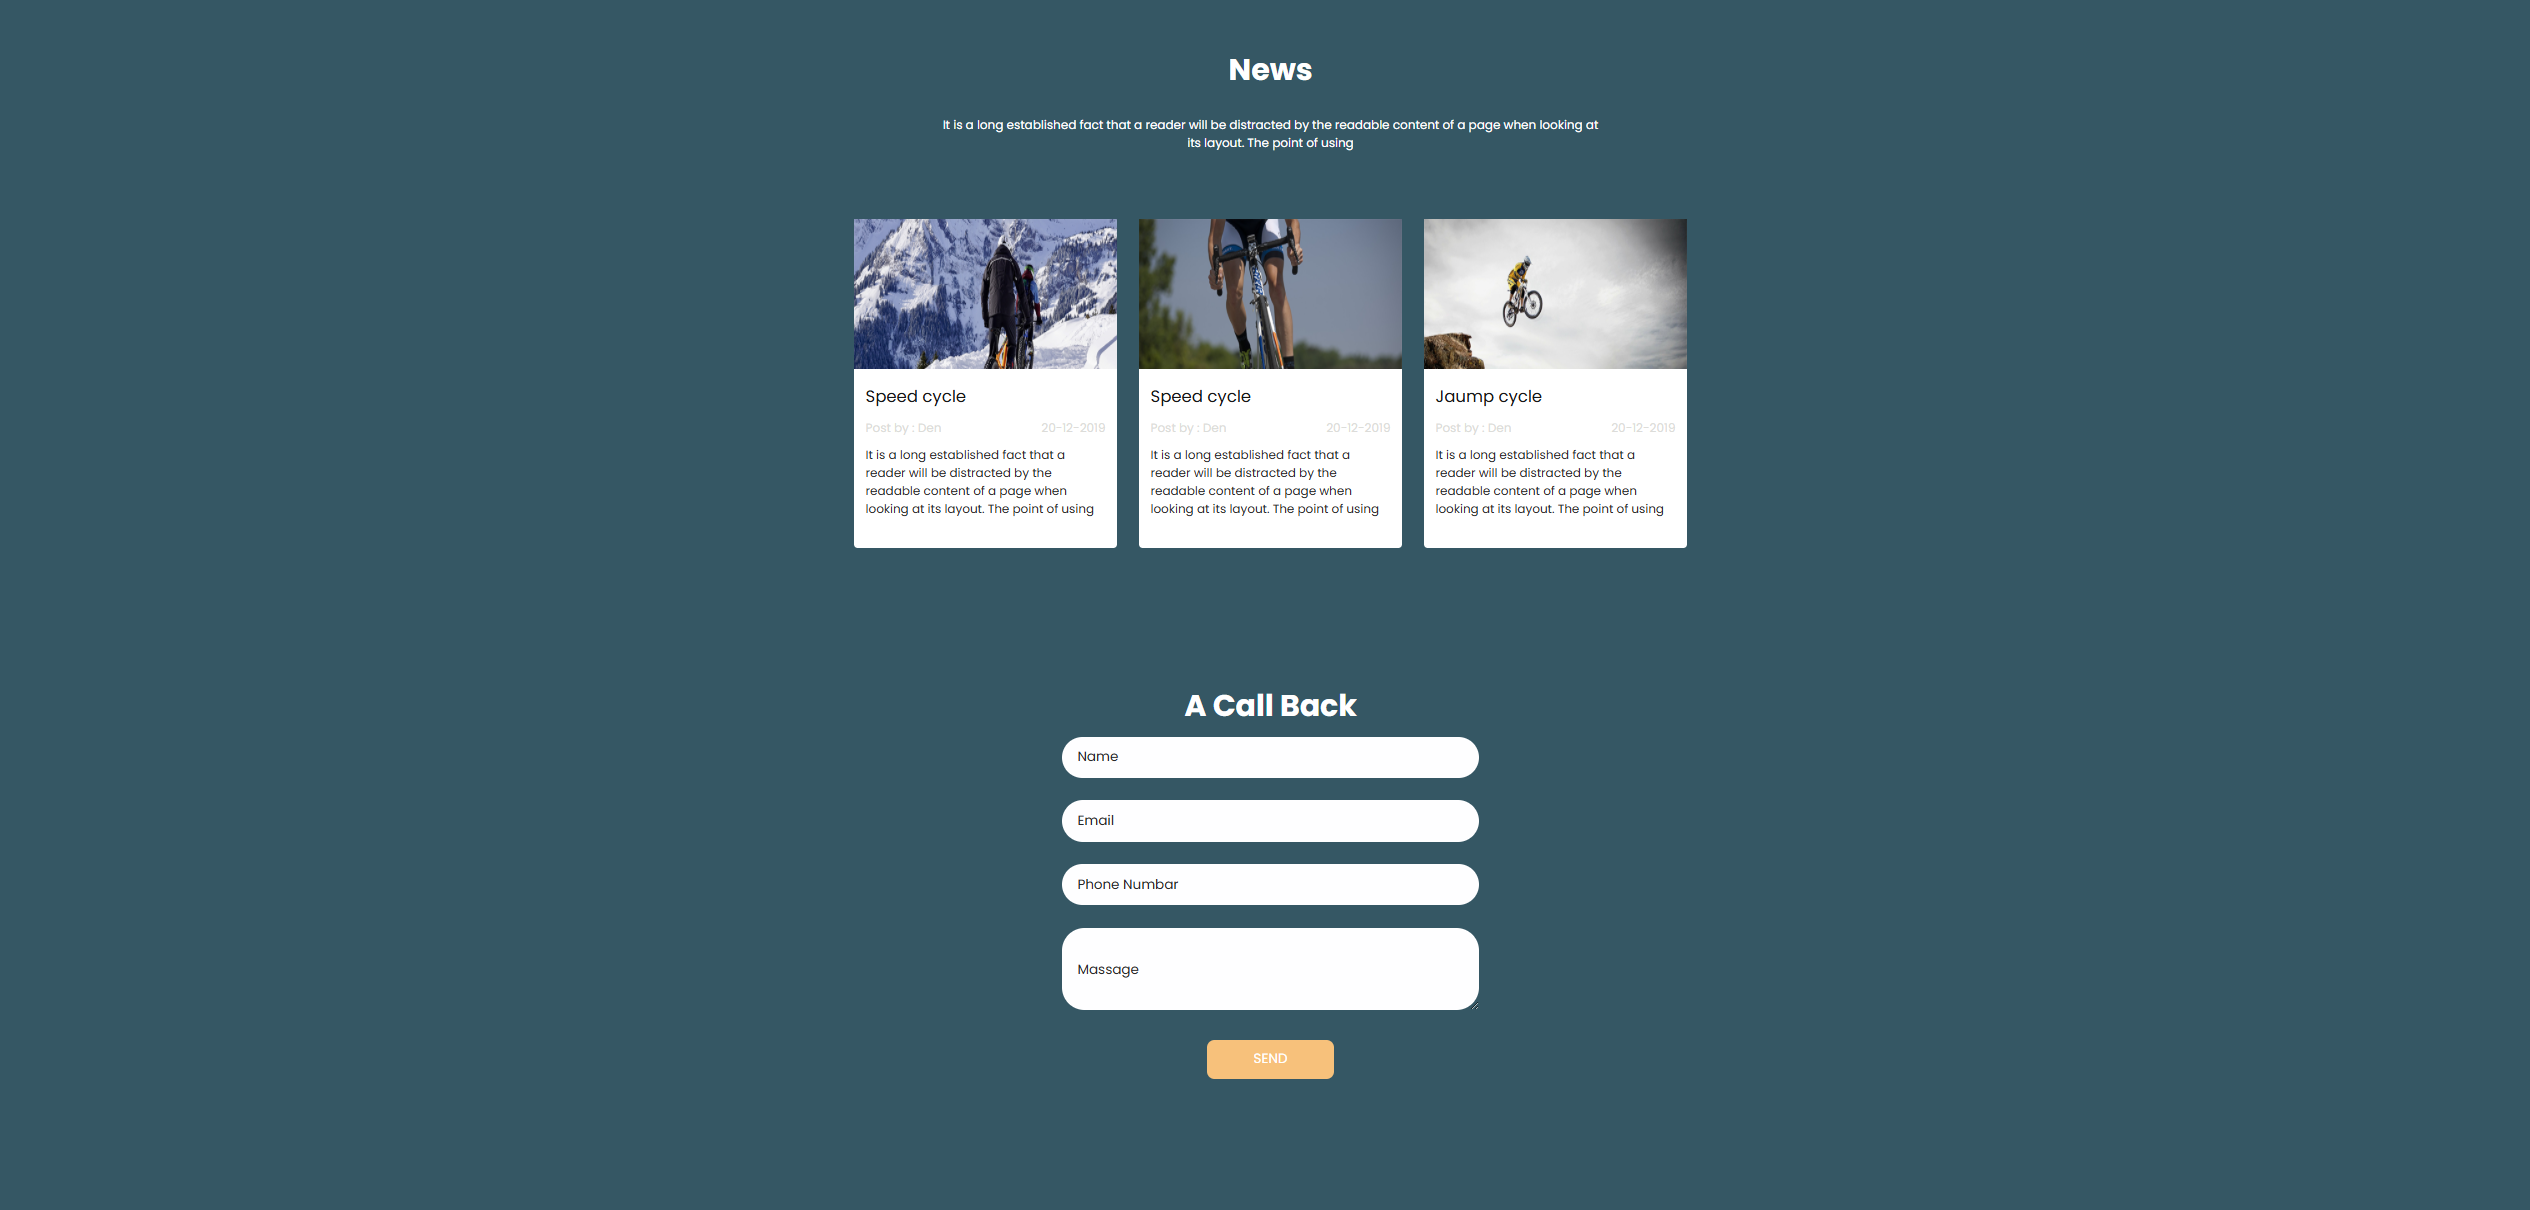 News
It is a long established fact that a reader will be distracted by the readable content of a page when looking at
its layout. The point of using
Speed cycle
Post by : Den 20-12-2019
It is a long established fact that a
reader will be distracted by the
readable content of a page when
looking at its layout. The point of using
Speed cycle
Post by : Den 20-12-2019
It is a long established fact that a
reader will be distracted by the
readable content of a page when
looking at its layout. The point of using
Jaump cycle
Post by : Den 20-12-2019
It is a long established fact that a
reader will be distracted by the
readable content of a page when
looking at its layout. The point of using
A Call Back
Name
Email
Phone Numbar
Massage
SEND